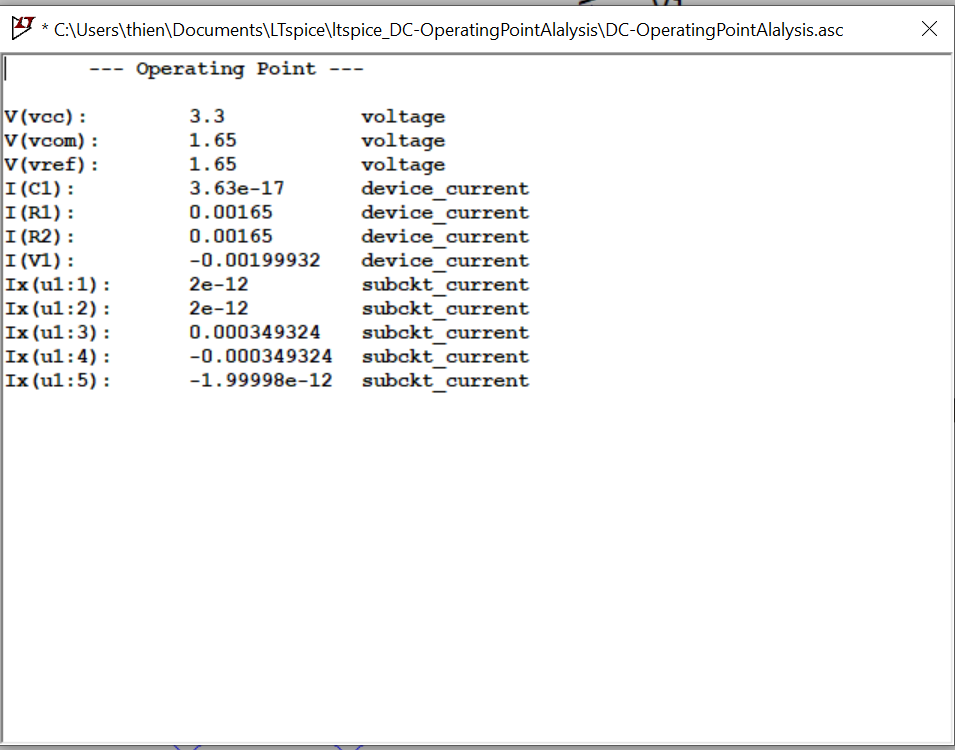 * C:\Users\thien\Documents\LTspice\ltspice_DC-OperatingPointAlalysis\DC-OperatingPointAlalysis.asc
--- Operating Point ---
V(vcc): 3.3 voltage
V(vcom): 1.65 voltage
V(vref): 1.65 voltage
I(C1): 3.63e-17 device_current
I(R1): 0.00165 device_current
I(R2): 0.00165 device_current
I(V1): -0.00199932 device_current
Ix(u1:1): 2e-12 subckt_current
Ix(u1:2): 2e-12 subckt_current
Ix(u1:3): 0.000349324 subckt_current
Ix(u1:4): -0.000349324 subckt_current
Ix(u1:5): -1.99998e-12 subckt_current